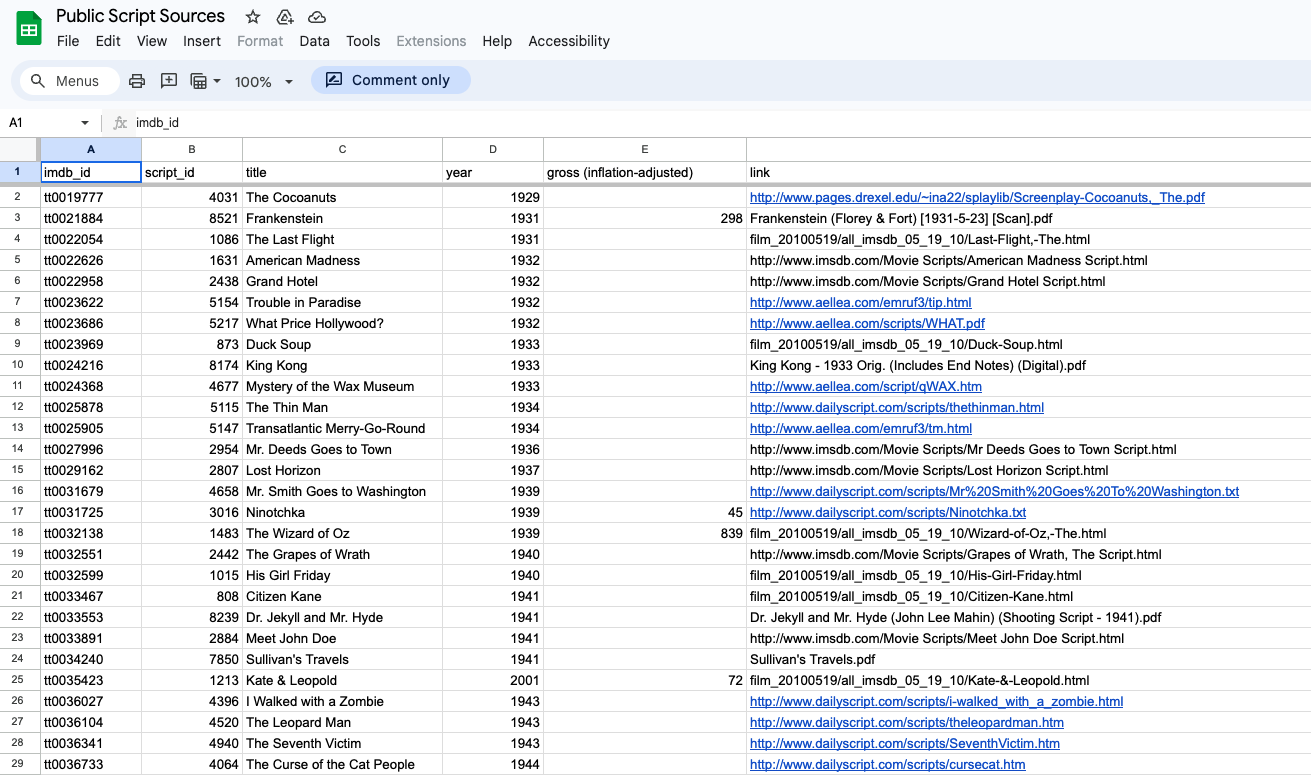 Public Script Sources
File Edit View Insert Format Data Tools Extensions Help Accessibility
Menus 100% Comment only
A1 fx imdb_id
A B C D E
1 imdb_id script_id title year gross (inflation-adjusted) link
2 tt0019777 4031 The Cocoanuts 1929 http://www.pages.drexel.edu/~ina22/splaylib/Screenplay-Cocoanuts,_The.pdf
3 tt0021884 8521 Frankenstein 1931 298 Frankenstein (Florey & Fort) [1931-5-23] [Scan].pdf
4 tt0022054 1086 The Last Flight 1931 film_20100519/all_imsdb_05_19_10/Last-Flight,-The.html
5 tt0022626 1631 American Madness 1932 http://www.imsdb.com/Movie Scripts/American Madness Script.html
6 tt0022958 2438 Grand Hotel 1932 http://www.imsdb.com/Movie Scripts/Grand Hotel Script.html
7 tt0023622 5154 Trouble in Paradise 1932 http://www.aellea.com/emruf3/tip.html
8 tt0023686 5217 What Price Hollywood? 1932 http://www.aellea.com/scripts/WHAT.pdf
9 tt0023969 873 Duck Soup 1933 film_20100519/all_imsdb_05_19_10/Duck-Soup.html
10 tt0024216 8174 King Kong 1933 King Kong - 1933 Orig. (Includes End Notes) (Digital).pdf
11 tt0024368 4677 Mystery of the Wax Museum 1933 http://www.aellea.com/script/qWAX.htm
12 tt0025878 5115 The Thin Man 1934 http://www.dailyscript.com/scripts/thethinman.html
13 tt0025905 5147 Transatlantic Merry-Go-Round 1934 http://www.aellea.com/emruf3/tm.html
14 tt0027996 2954 Mr. Deeds Goes to Town 1936 http://www.imsdb.com/Movie Scripts/Mr Deeds Goes to Town Script.html
15 tt0029162 2807 Lost Horizon 1937 http://www.imsdb.com/Movie Scripts/Lost Horizon Script.html
16 tt0031679 4658 Mr. Smith Goes to Washington 1939 http://www.dailyscript.com/scripts/Mr%20Smith%20Goes%20To%20Washington.txt
17 tt0031725 3016 Ninotchka 1939 45 http://www.dailyscript.com/scripts/Ninotchka.txt
18 tt0032138 1483 The Wizard of Oz 1939 839 film_20100519/all_imsdb_05_19_10/Wizard-of-Oz,-The.html
19 tt0032551 2442 The Grapes of Wrath 1940 http://www.imsdb.com/Movie Scripts/Grapes of Wrath, The Script.html
20 tt0032599 1015 His Girl Friday 1940 film_20100519/all_imsdb_05_19_10/His-Girl-Friday.html
21 tt0033467 808 Citizen Kane 1941 film_20100519/all_imsdb_05_19_10/Citizen-Kane.html
22 tt0033553 8239 Dr. Jekyll and Mr. Hyde 1941 Dr. Jekyll and Mr. Hyde (John Lee Mahin) (Shooting Script - 1941).pdf
23 tt0033891 2884 Meet John Doe 1941 http://www.imsdb.com/Movie Scripts/Meet John Doe Script.html
24 tt0034240 7850 Sullivan's Travels 1941 Sullivan's Travels.pdf
25 tt0035423 1213 Kate & Leopold 2001 72 film_20100519/all_imsdb_05_19_10/Kate-&-Leopold.html
26 tt0036027 4396 I Walked with a Zombie 1943 http://www.dailyscript.com/scripts/i-walked_with_a_zombie.html
27 tt0036104 4520 The Leopard Man 1943 http://www.dailyscript.com/scripts/theleopardman.htm
28 tt0036341 4940 The Seventh Victim 1943 http://www.dailyscript.com/scripts/SeventhVictim.htm
29 tt0036733 4064 The Curse of the Cat People 1944 http://www.dailyscript.com/scripts/cursecat.htm